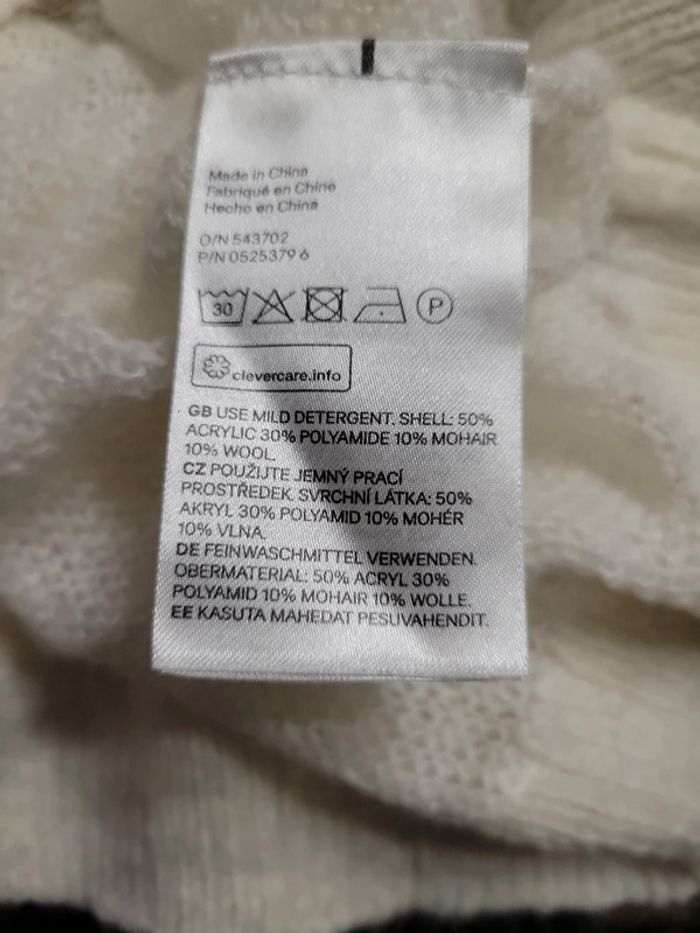 Made in China
Fabriqué en Chine
Hecho en China
O/N 543702
P/N 0525379 6
30
P
clevercare.info
GB USE MILD DETERGENT. SHELL: 50%
ACRYLIC 30% POLYAMIDE 10% MOHAIR
10% WOOL.
CZ POUŽIJTE JEMNÝ PRACÍ
PROSTŘEDEK. SVRCHNÍ LÁTKA: 50%
AKRYL 30% POLYAMID 10% MOHÉR
10% VLNA.
DE FEINWASCHMITTEL VERWENDEN.
OBERMATERIAL: 50% ACRYL 30%
POLYAMID 10% MOHAIR 10% WOLLE.
EE KASUTA MAHEDAT PESUVAHENDIT.